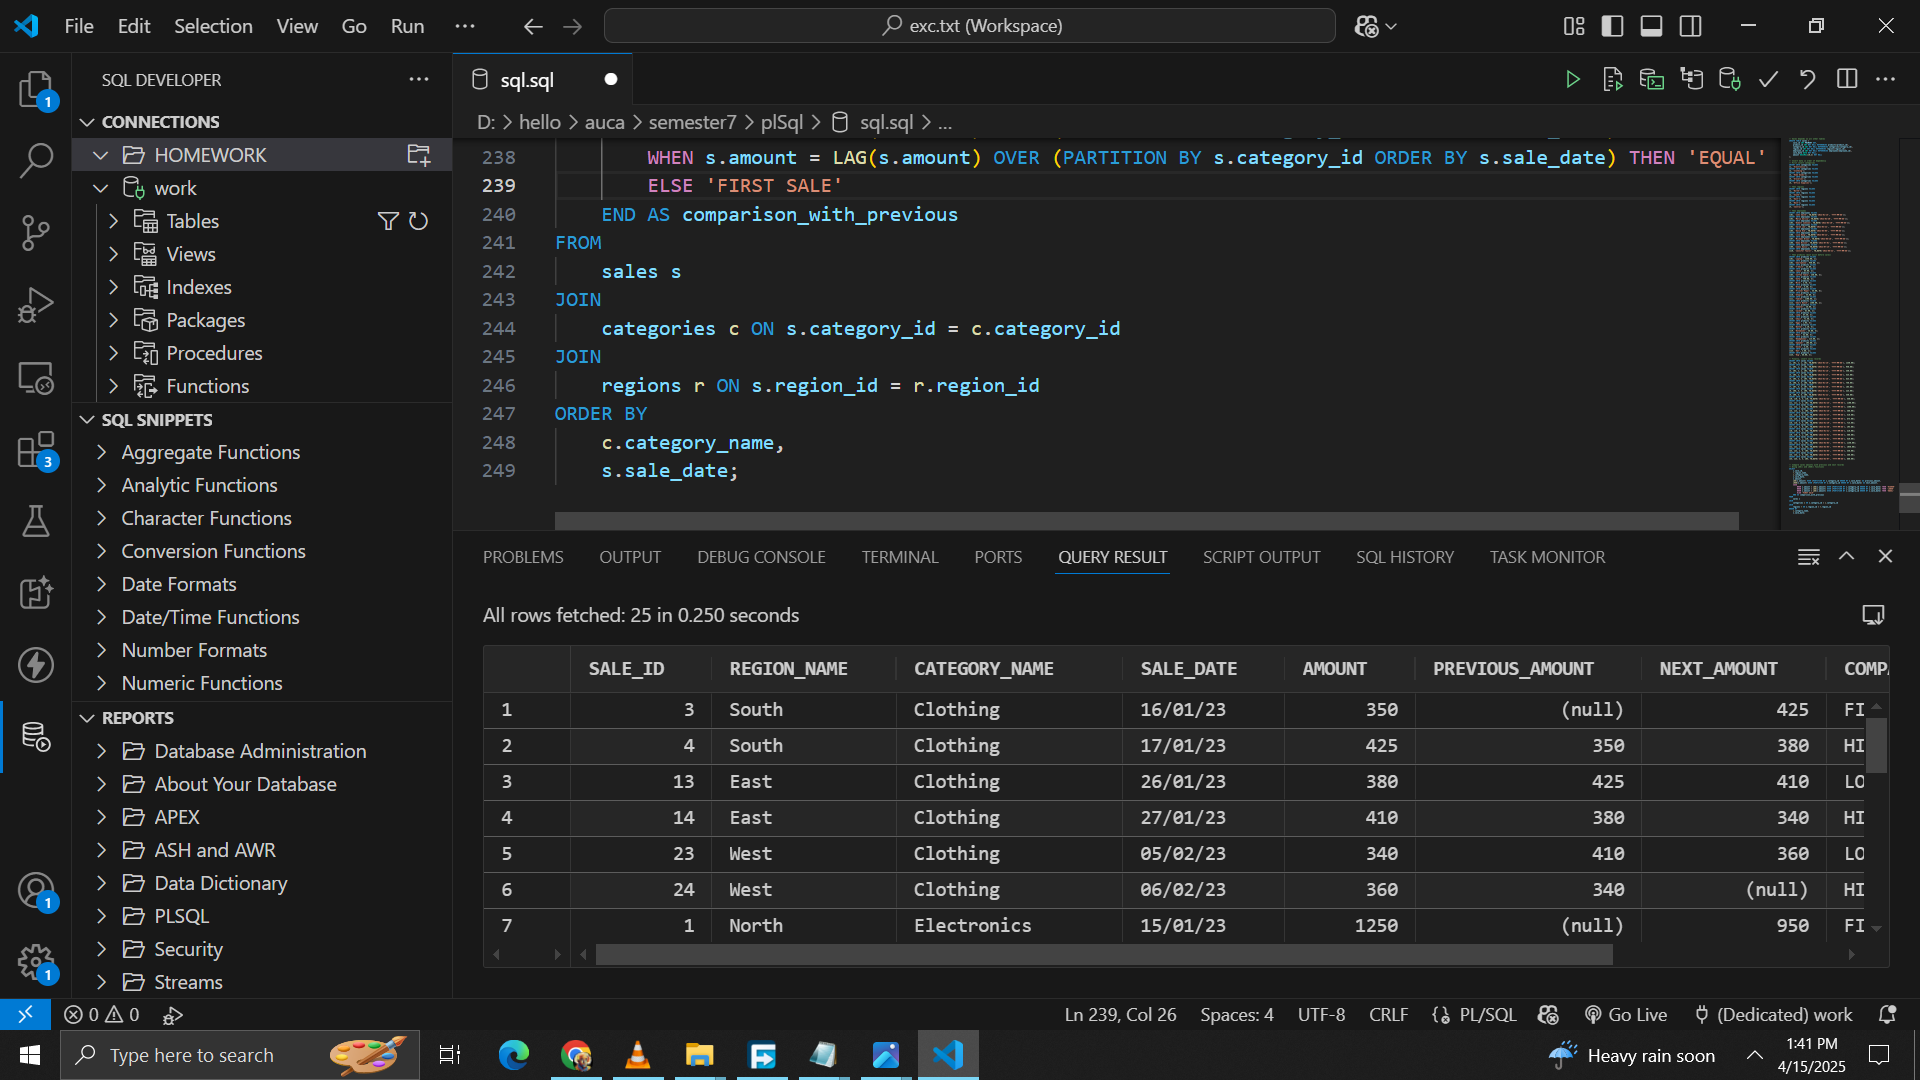 File Edit Selection View Go Run ... exc.txt (Workspace)
SQL DEVELOPER ...
CONNECTIONS
HOMEWORK
work
Tables
Views
Indexes
Packages
Procedures
Functions
SQL SNIPPETS
Aggregate Functions
Analytic Functions
Character Functions
Conversion Functions
Date Formats
Date/Time Functions
Number Formats
Numeric Functions
REPORTS
Database Administration
About Your Database
APEX
ASH and AWR
Data Dictionary
PLSQL
Security
Streams
1
3
1
1
sql.sql
D: > hello > auca > semester7 > plSql > sql.sql > ...
238 WHEN s.amount = LAG(s.amount) OVER (PARTITION BY s.category_id ORDER BY s.sale_date) THEN 'EQUAL'
239 ELSE 'FIRST SALE'
240 END AS comparison_with_previous
241 FROM
242 sales s
243 JOIN
244 categories c ON s.category_id = c.category_id
245 JOIN
246 regions r ON s.region_id = r.region_id
247 ORDER BY
248 c.category_name,
249 s.sale_date;
PROBLEMS OUTPUT DEBUG CONSOLE TERMINAL PORTS QUERY RESULT SCRIPT OUTPUT SQL HISTORY TASK MONITOR
All rows fetched: 25 in 0.250 seconds
SALE_ID REGION_NAME CATEGORY_NAME SALE_DATE AMOUNT PREVIOUS_AMOUNT NEXT_AMOUNT COMP
1 3 South Clothing 16/01/23 350 (null) 425 FI
2 4 South Clothing 17/01/23 425 350 380 HI
3 13 East Clothing 26/01/23 380 425 410 LO
4 14 East Clothing 27/01/23 410 380 340 HI
5 23 West Clothing 05/02/23 340 410 360 LO
6 24 West Clothing 06/02/23 360 340 (null) HI
7 1 North Electronics 15/01/23 1250 (null) 950 FI
0 0 Ln 239, Col 26 Spaces: 4 UTF-8 CRLF PL/SQL Go Live (Dedicated) work
Type here to search Heavy rain soon 1:41 PM
4/15/2025